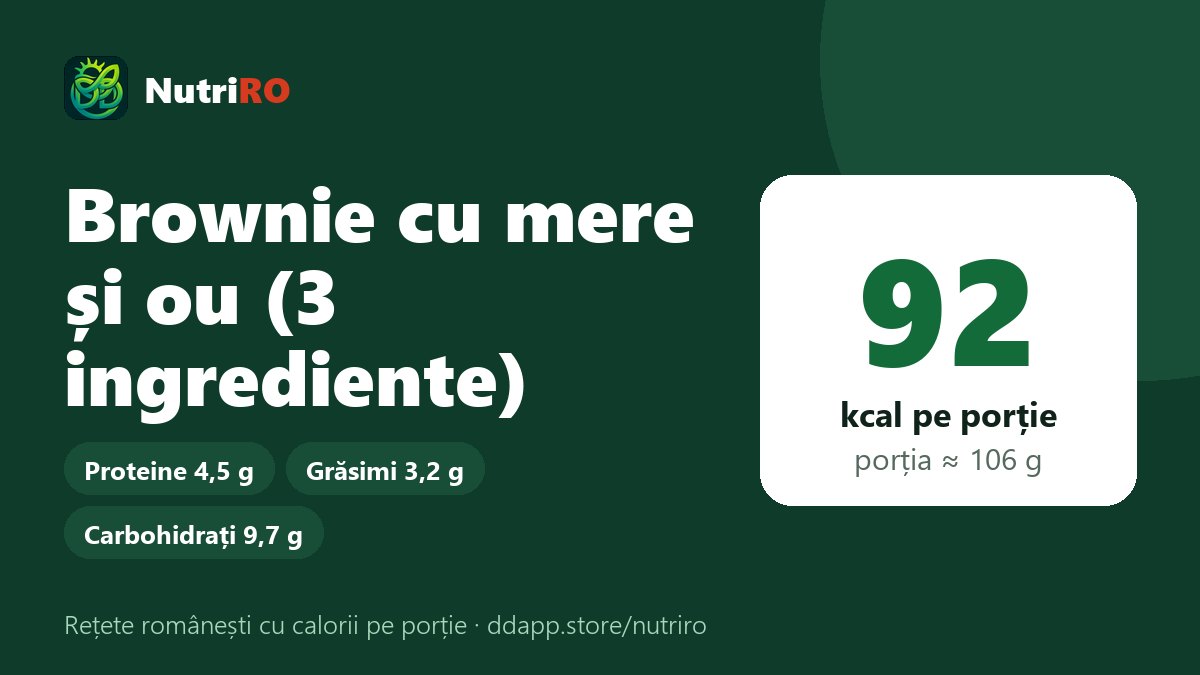 NutriRO
Brownie cu mere
și ou (3
ingrediente)
Proteine 4,5 g
Grăsimi 3,2 g
Carbohidrați 9,7 g
92
kcal pe porție
porția ≈ 106 g
Rețete românești cu calorii pe porție · ddapp.store/nutriro